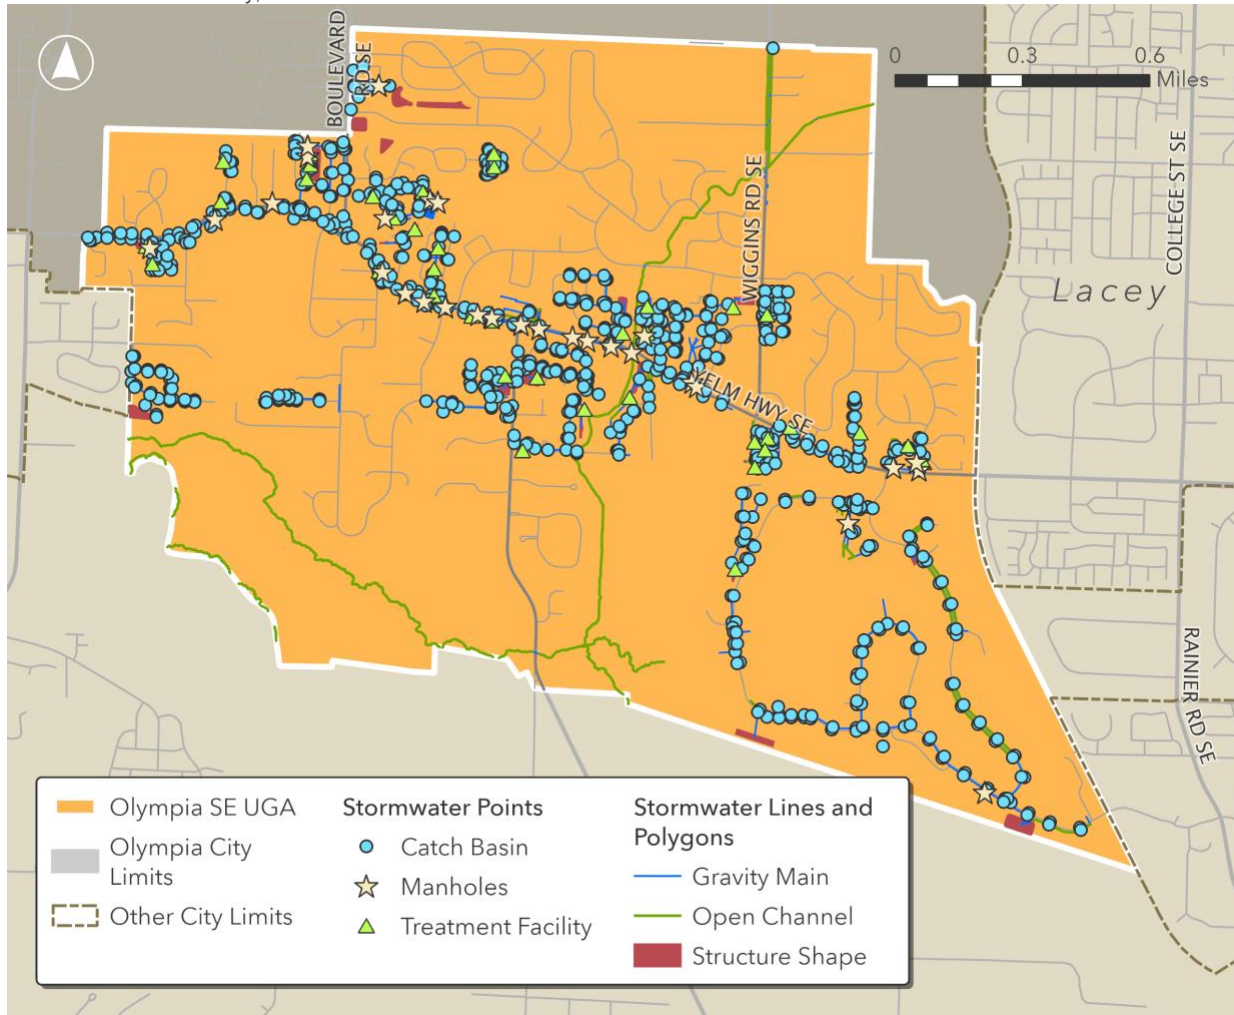 BOULEVARD
RD SE
0
0.3
0.6
Miles
COLLEGE ST SE
WIGGINS RD SE
Lacey
YELM HWY SE
RAINIER RD SE
Olympia SE UGA
Olympia City
Limits
Other City Limits
Stormwater Points
Catch Basin
Manholes
Treatment Facility
Stormwater Lines and
Polygons
Gravity Main
Open Channel
Structure Shape